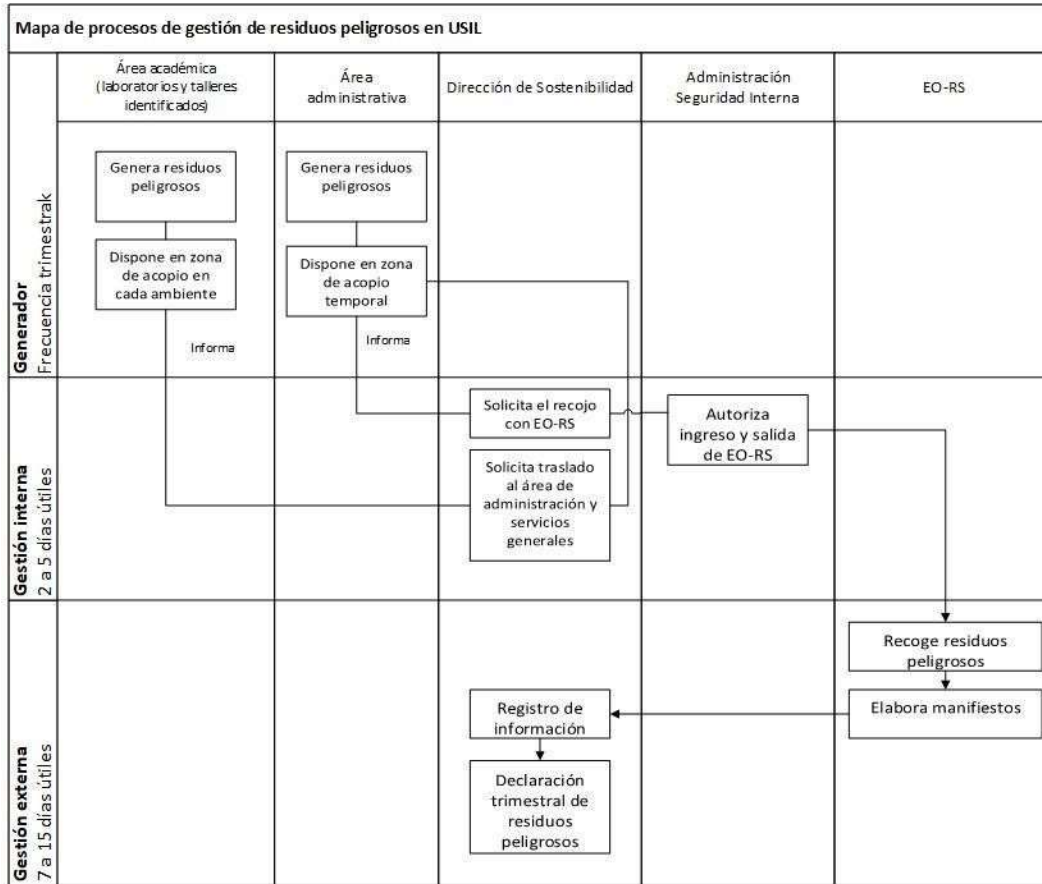 Mapa de procesos de gestión de residuos peligrosos en USIL
Área académica
(laboratorios y talleres
identificados)
Área
administrativa
Dirección de Sostenibilidad
Administración
Seguridad Interna
EO-RS
Generador
Frecuencia trimestrak
Genera residuos
peligrosos
Genera residuos
peligrosos
Dispone en zona
de acopio en
cada ambiente
Dispone en zona
de acopio
temporal
Informa
Informa
Gestión interna
2 a 5 días útiles
Solicita el recojo
con EO-RS
Autoriza
ingreso y salida
de EO-RS
Solicita traslado
al área de
administración y
servicios
generales
Gestión externa
7 a 15 días útiles
Recoge residuos
peligrosos
Elabora manifiestos
Registro de
información
Declaración
trimestral de
residuos
peligrosos